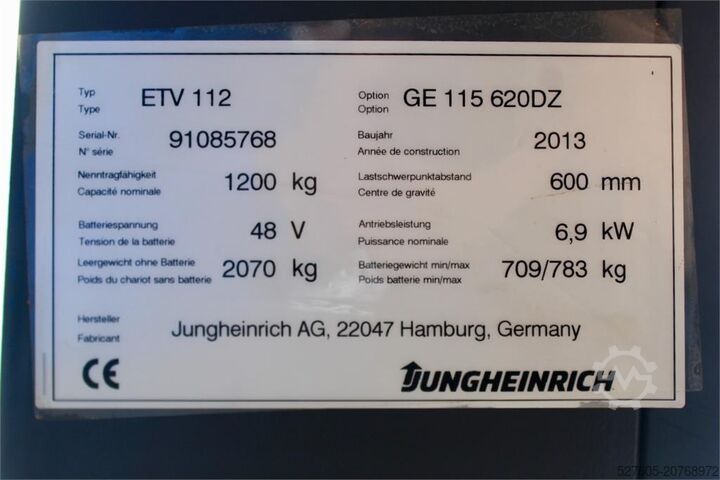 Typ ETV 112 Option GE 115 620DZ
Type Option
Serial-Nr. 91085768 Baujahr 2013
N° série Année de construction
Nenntragfähigkeit 1200 kg Lastschwerpunktabstand 600 mm
Capacité nominale Centre de gravité
Batteriespannung 48 V Antriebsleistung 6,9 kW
Tension de la batterie Puissance nominale
Leergewicht ohne Batterie 2070 kg Batteriegewicht min/max 709/783 kg
Poids du chariot sans batterie Poids batterie min/max
Hersteller Jungheinrich AG, 22047 Hamburg, Germany
Fabricant
CE JUNGHEINRICH
527605-20768972